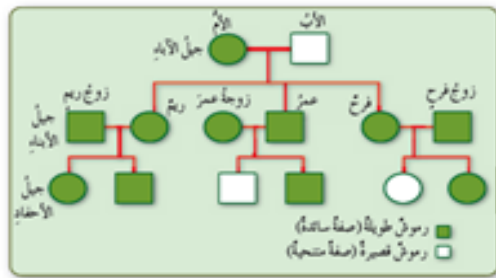 الأمُّ
الأبُ
جيلُ الآباءِ
زوجُ ريم
ريمُ
زوجةُ عمرَ
عمرُ
فرحُ
زوجُ فرحِ
جيلُ الأبناءِ
جيلُ الأحفادِ
رموشٌ طويلةٌ (صفةٌ سائدةٌ)
رموشٌ قصيرةٌ (صفةٌ متنحيةٌ)